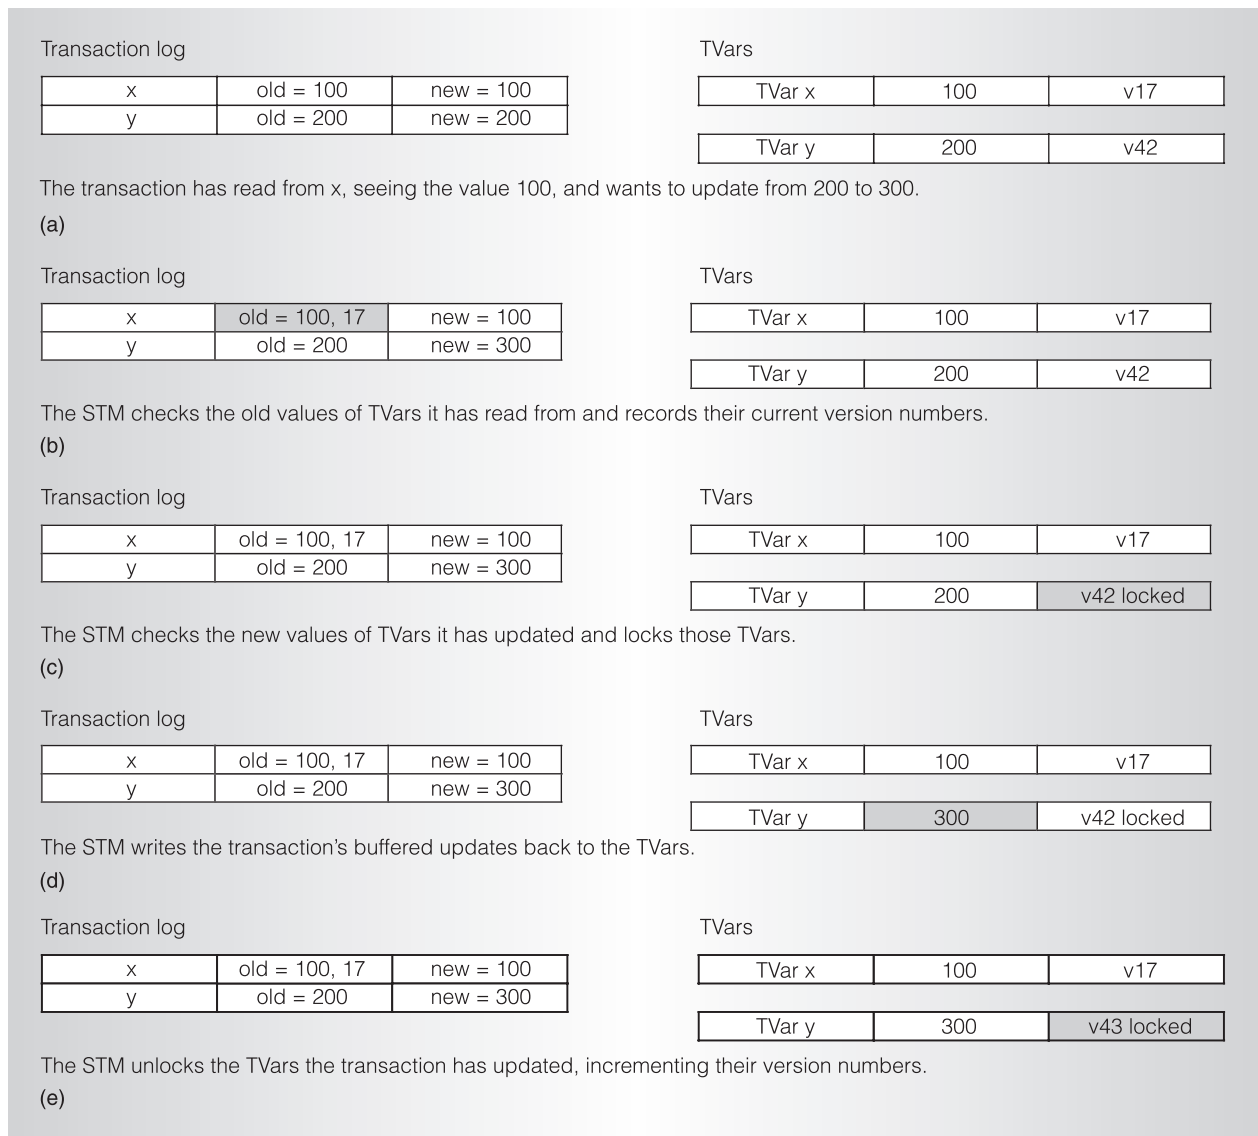 Transaction log TVars
x old = 100 new = 100 TVar x 100 v17
y old = 200 new = 200
TVar y 200 v42
The transaction has read from x, seeing the value 100, and wants to update from 200 to 300.
(a)
Transaction log TVars
x old = 100, 17 new = 100 TVar x 100 v17
y old = 200 new = 300
TVar y 200 v42
The STM checks the old values of TVars it has read from and records their current version numbers.
(b)
Transaction log TVars
x old = 100, 17 new = 100 TVar x 100 v17
y old = 200 new = 300
TVar y 200 v42 locked
The STM checks the new values of TVars it has updated and locks those TVars.
(c)
Transaction log TVars
x old = 100, 17 new = 100 TVar x 100 v17
y old = 200 new = 300
TVar y 300 v42 locked
The STM writes the transaction's buffered updates back to the TVars.
(d)
Transaction log TVars
x old = 100, 17 new = 100 TVar x 100 v17
y old = 200 new = 300
TVar y 300 v43 locked
The STM unlocks the TVars the transaction has updated, incrementing their version numbers.
(e)